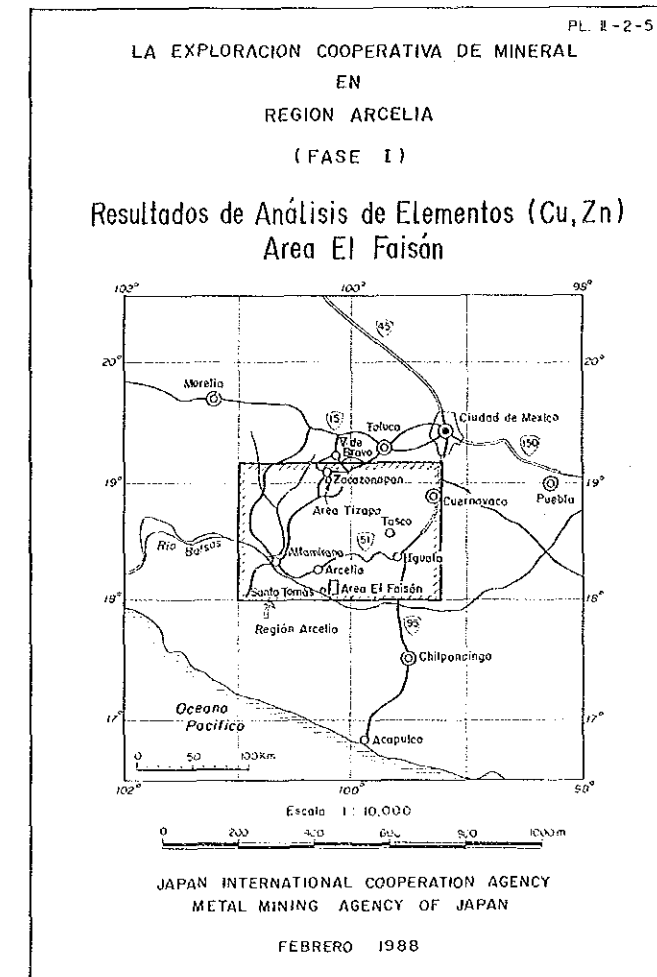 PL. II-2-5
LA EXPLORACION COOPERATIVA DE MINERAL
EN
REGION ARCELIA
(FASE I)
Resultados de Análisis de Elementos (Cu, Zn)
Area El Faisán
100° 98°
45
20° 20°
Morelia
15
Toluca
Ciudad de Mexico
V. de
Bravo
150
Zacazonapan
19° 19°
Cuernavaca
Puebla
Area Tizapa
Tasco
Rio Balsas
51
Altamirano
Iguala
Arcelia
Santo Tomás
Area El Faisán
18° 18°
Región Arcelia
95
Chilpancingo
Oceano
Pacifico
17° 17°
Acapulco
0 50 100Km
102° 100° 98°
Escala 1:10,000
0 200 400 600 800 1000m
JAPAN INTERNATIONAL COOPERATION AGENCY
METAL MINING AGENCY OF JAPAN
FEBRERO 1988